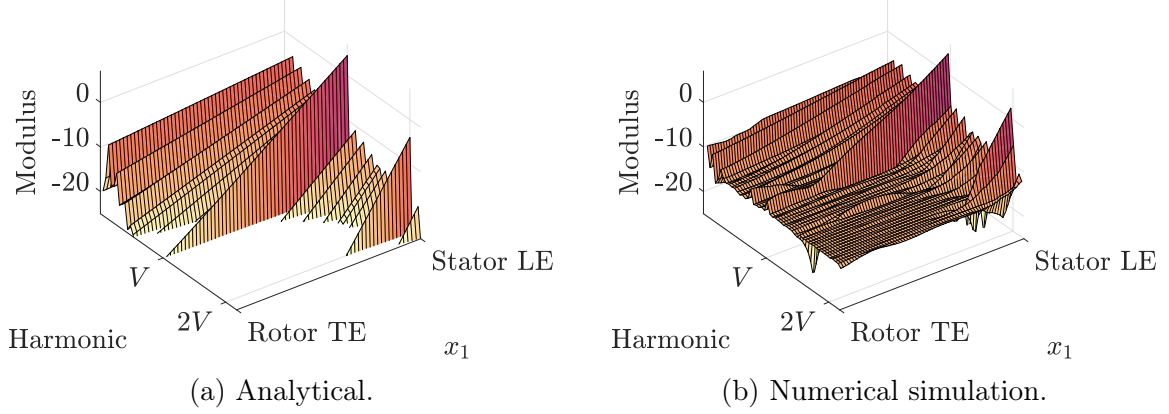 Modulus
0
-10
-20
V
2V
Harmonic
Rotor TE
Stator LE
x1
(a) Analytical.
Modulus
0
-10
-20
V
2V
Harmonic
Rotor TE
Stator LE
x1
(b) Numerical simulation.